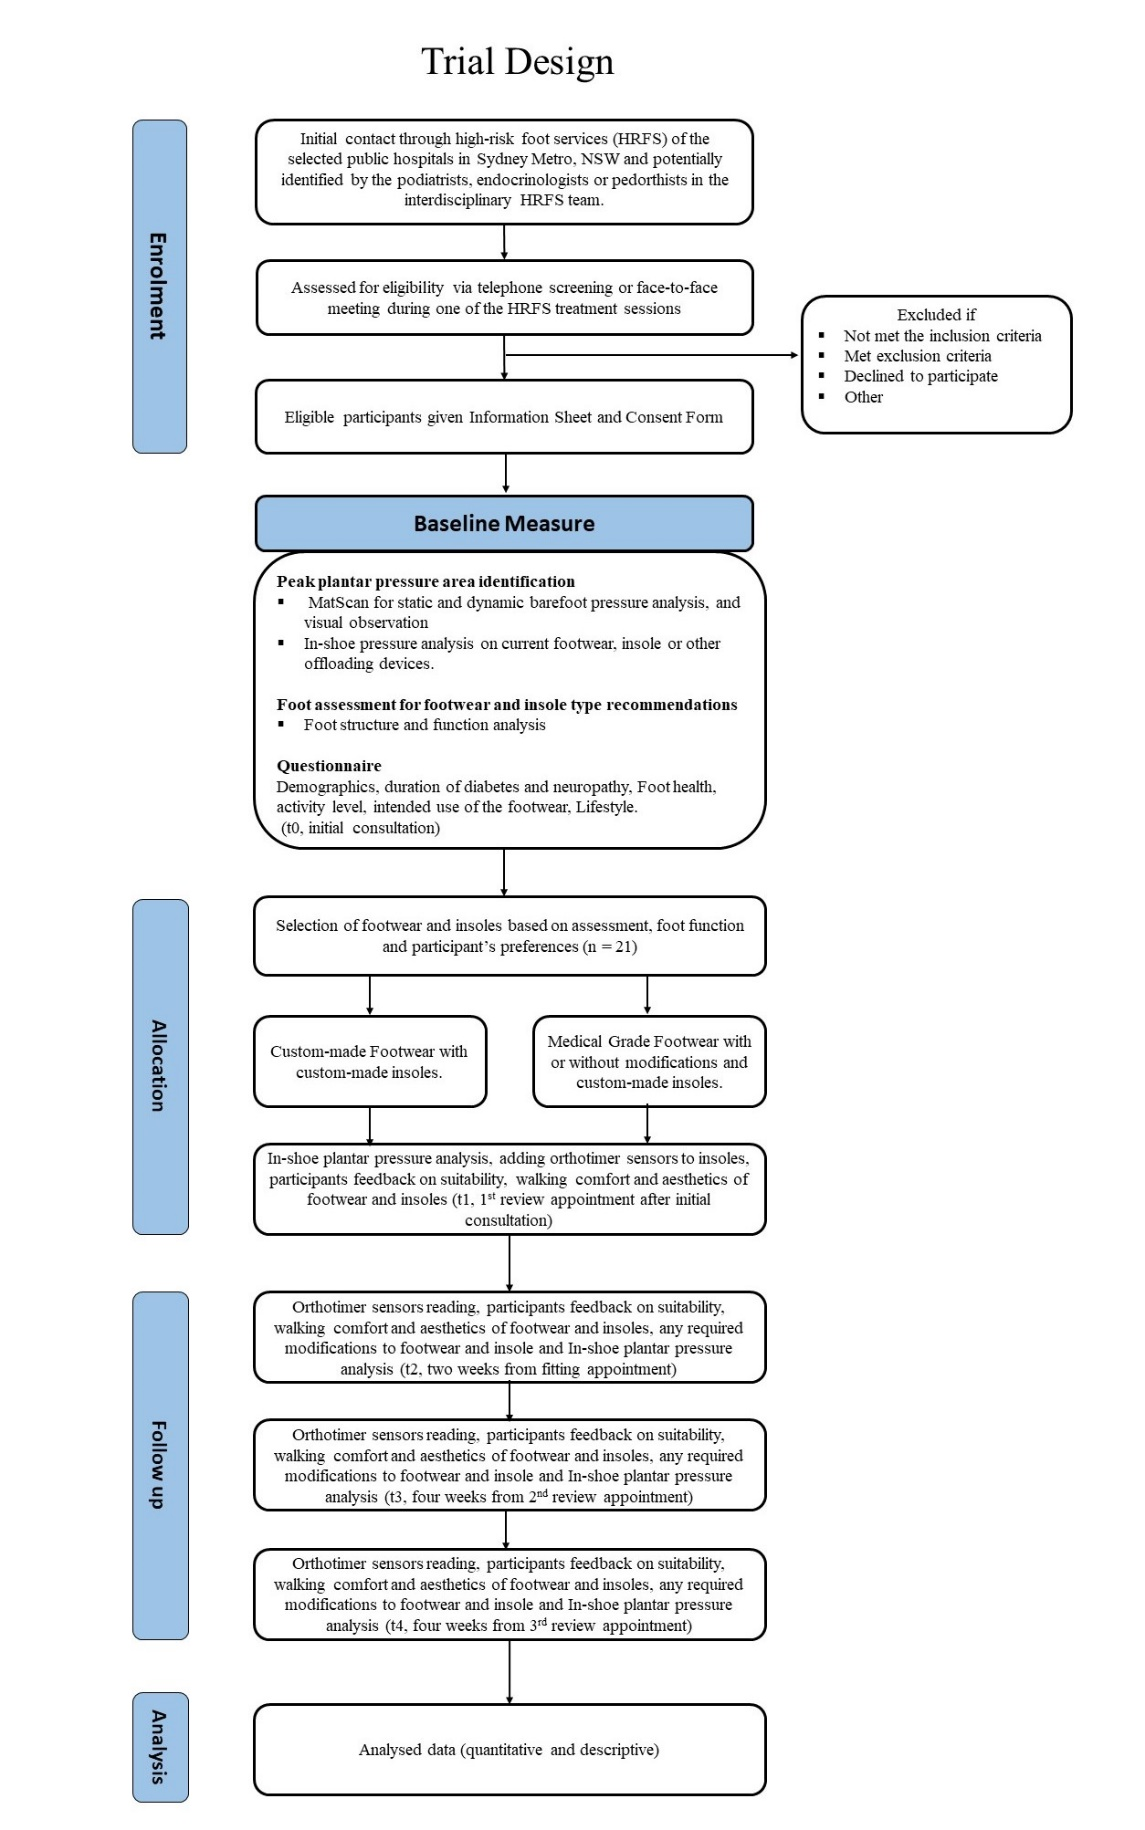 Trial Design
Enrolment
Initial contact through high-risk foot services (HRFS) of the
selected public hospitals in Sydney Metro, NSW and potentially
identified by the podiatrists, endocrinologists or pedorthists in the
interdisciplinary HRFS team.
Assessed for eligibility via telephone screening or face-to-face
meeting during one of the HRFS treatment sessions
Excluded if
▪ Not met the inclusion criteria
▪ Met exclusion criteria
▪ Declined to participate
▪ Other
Eligible participants given Information Sheet and Consent Form
Baseline Measure
Peak plantar pressure area identification
▪ MatScan for static and dynamic barefoot pressure analysis, and
visual observation
▪ In-shoe pressure analysis on current footwear, insole or other
offloading devices.
Foot assessment for footwear and insole type recommendations
▪ Foot structure and function analysis
Questionnaire
Demographics, duration of diabetes and neuropathy, Foot health,
activity level, intended use of the footwear, Lifestyle.
(t0, initial consultation)
Allocation
Selection of footwear and insoles based on assessment, foot function
and participant's preferences (n = 21)
Custom-made Footwear with
custom-made insoles.
Medical Grade Footwear with
or without modifications and
custom-made insoles.
In-shoe plantar pressure analysis, adding orthotimer sensors to insoles,
participants feedback on suitability, walking comfort and aesthetics of
footwear and insoles (t1, 1st review appointment after initial
consultation)
Follow up
Orthotimer sensors reading, participants feedback on suitability,
walking comfort and aesthetics of footwear and insoles, any required
modifications to footwear and insole and In-shoe plantar pressure
analysis (t2, two weeks from fitting appointment)
Orthotimer sensors reading, participants feedback on suitability,
walking comfort and aesthetics of footwear and insoles, any required
modifications to footwear and insole and In-shoe plantar pressure
analysis (t3, four weeks from 2nd review appointment)
Orthotimer sensors reading, participants feedback on suitability,
walking comfort and aesthetics of footwear and insoles, any required
modifications to footwear and insole and In-shoe plantar pressure
analysis (t4, four weeks from 3rd review appointment)
Analysis
Analysed data (quantitative and descriptive)